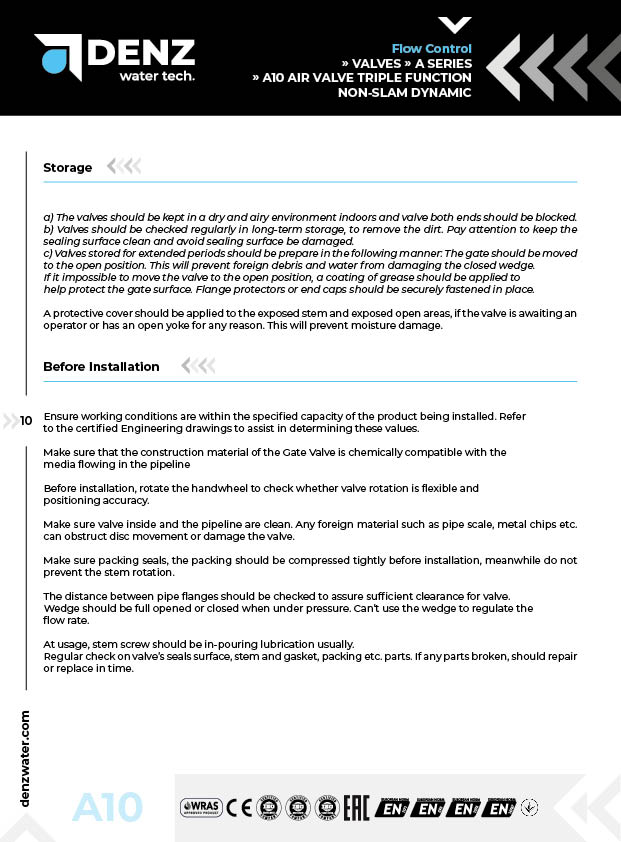 DENZ
water tech.
Flow Control
» VALVES » A SERIES
» A10 AIR VALVE TRIPLE FUNCTION
NON-SLAM DYNAMIC
Storage
a) The valves should be kept in a dry and airy environment indoors and valve both ends should be blocked.
b) Valves should be checked regularly in long-term storage, to remove the dirt. Pay attention to keep the
sealing surface clean and avoid sealing surface be damaged.
c) Valves stored for extended periods should be prepare in the following manner: The gate should be moved
to the open position. This will prevent foreign debris and water from damaging the closed wedge.
If it impossible to move the valve to the open position, a coating of grease should be applied to
help protect the gate surface. Flange protectors or end caps should be securely fastened in place.
A protective cover should be applied to the exposed stem and exposed open areas, if the valve is awaiting an
operator or has an open yoke for any reason. This will prevent moisture damage.
Before Installation
10
Ensure working conditions are within the specified capacity of the product being installed. Refer
to the certified Engineering drawings to assist in determining these values.
Make sure that the construction material of the Gate Valve is chemically compatible with the
media flowing in the pipeline
Before installation, rotate the handwheel to check whether valve rotation is flexible and
positioning accuracy.
Make sure valve inside and the pipeline are clean. Any foreign material such as pipe scale, metal chips etc.
can obstruct disc movement or damage the valve.
Make sure packing seals, the packing should be compressed tightly before installation, meanwhile do not
prevent the stem rotation.
The distance between pipe flanges should be checked to assure sufficient clearance for valve.
Wedge should be full opened or closed when under pressure. Can't use the wedge to regulate the
flow rate.
At usage, stem screw should be in-pouring lubrication usually.
Regular check on valve's seals surface, stem and gasket, packing etc. parts. If any parts broken, should repair
or replace in time.
denzwater.com
A10
WRAS
APPROVED PRODUCT
CE
EAC
EN
EN
EN
EN